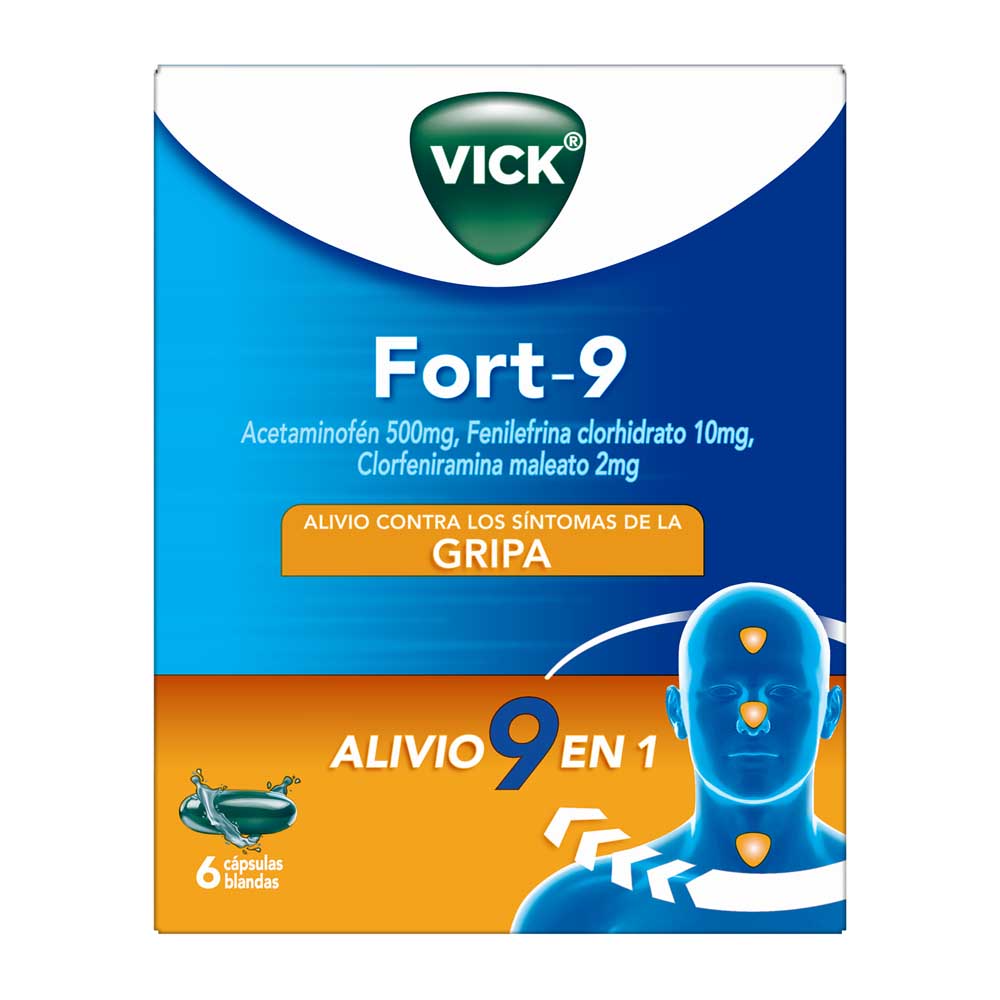 VICK®
Fort-9
Acetaminofén 500mg, Fenilefrina clorhidrato 10mg,
Clorfeniramina maleato 2mg
ALIVIO CONTRA LOS SÍNTOMAS DE LA
GRIPA
ALIVIO 9 EN 1
6 cápsulas
blandas